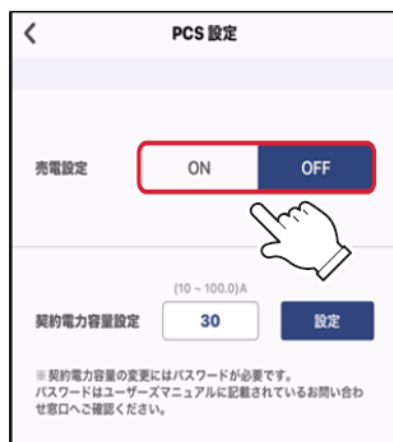 PCS 設定
売電設定 ON OFF
(10 ~ 100.0)A
契約電力容量設定 30 設定
※契約電力容量の変更にはパスワードが必要です。
パスワードはユーザーズマニュアルに記載されているお問い合わ
せ窓口へご確認ください。